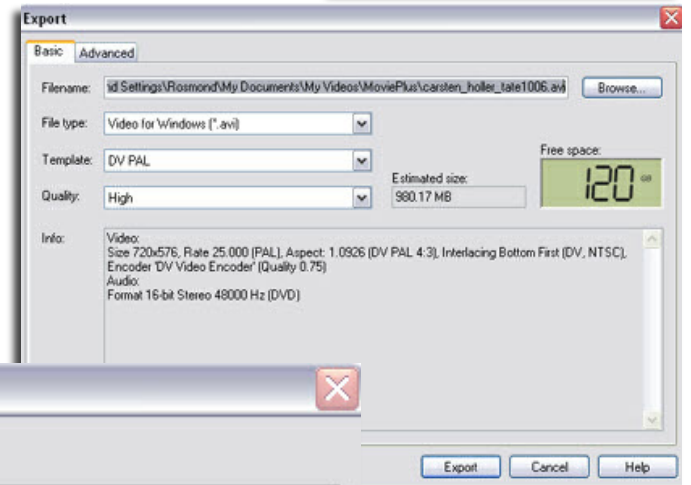 Export
Basic Advanced
Filename: id Settings\Rosmond\My Documents\My Videos\MoviePlus\carsten_holler_tate1006.avi Browse...
File type: Video for Windows (*.avi)
Free space:
Template: DV PAL
Estimated size:
120 GB
Quality: High 980.17 MB
Info: Video:
Size 720x576, Rate 25.000 (PAL), Aspect: 1.0926 (DV PAL 4:3), Interlacing Bottom First (DV, NTSC),
Encoder 'DV Video Encoder' (Quality 0.75)
Audio:
Format 16-bit Stereo 48000 Hz (DVD)
Export Cancel Help